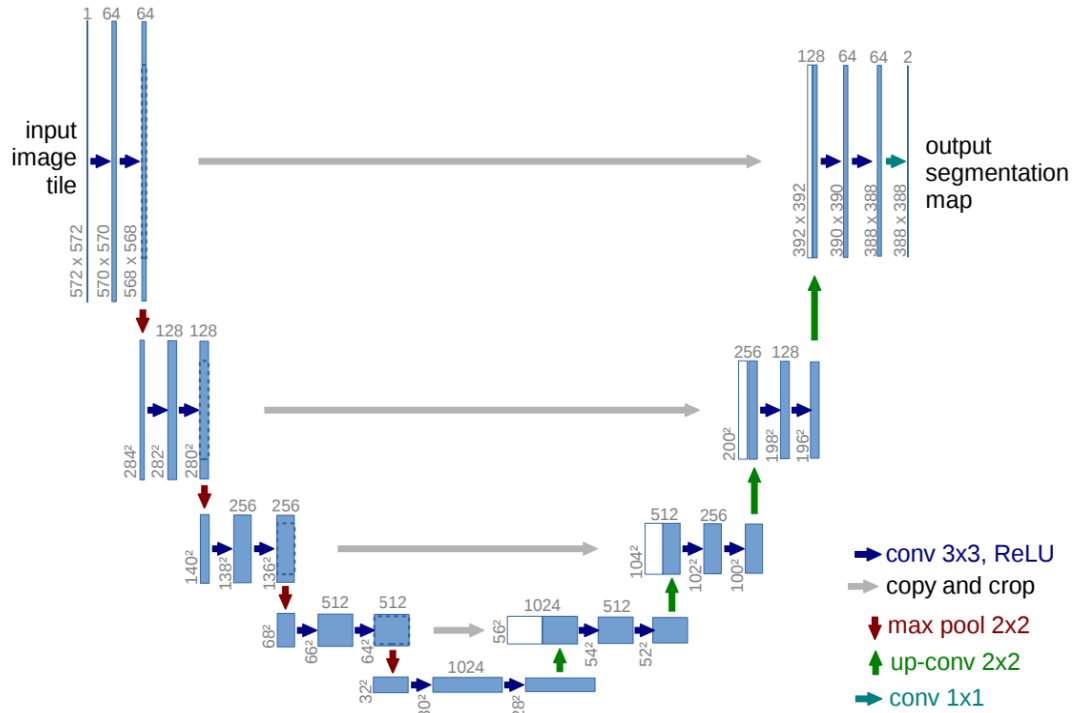 1 64 64
128 64 64 2
input
image
tile
output
segmentation
map
572 x 572
570 x 570
568 x 568
392 x 392
390 x 390
388 x 388
388 x 388
128 128
256 128
284²
282²
280²
200²
198²
196²
256 256
512 256
140²
138²
136²
104²
102²
100²
512 512
1024 512
68²
66²
64²
56²
54²
52²
1024
32²
conv 3x3, ReLU
copy and crop
max pool 2x2
up-conv 2x2
conv 1x1